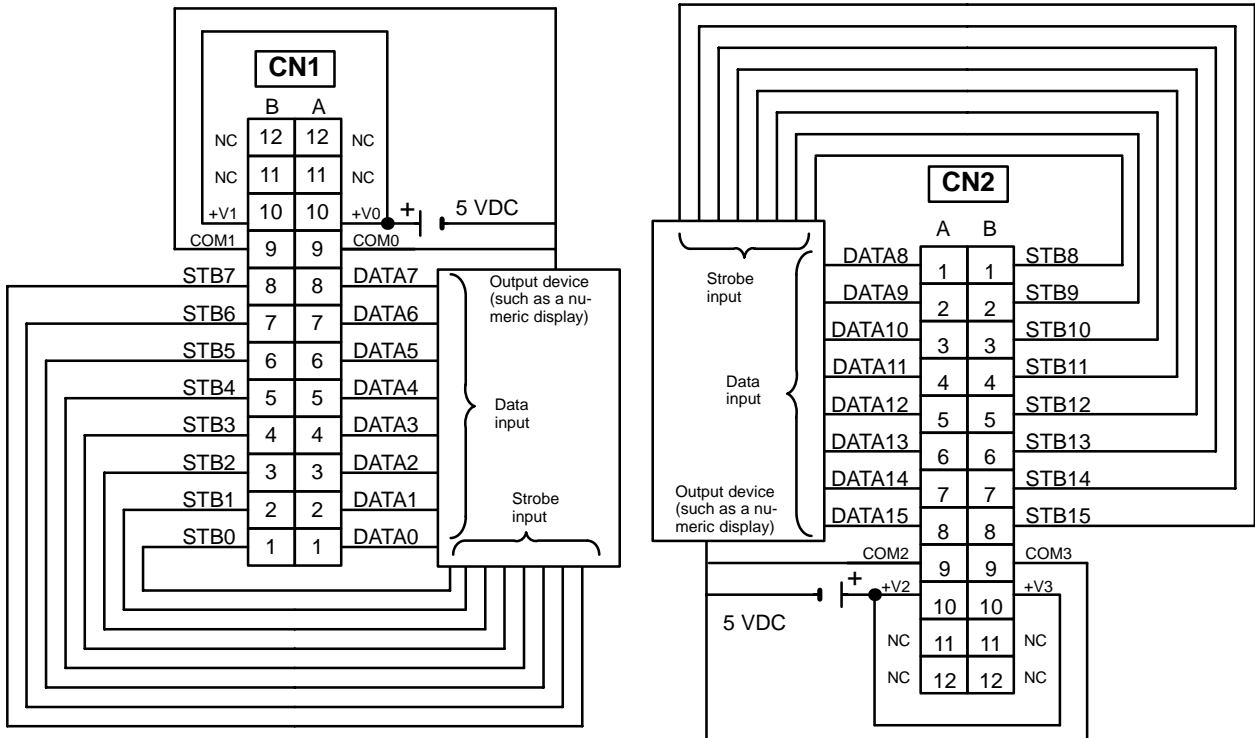 CN1
B A
NC 12 12 NC
NC 11 11 NC
+V1 10 10 +V0 + 5 VDC
COM1 9 9 COM0
STB7 8 8 DATA7
STB6 7 7 DATA6
STB5 6 6 DATA5
STB4 5 5 DATA4
STB3 4 4 DATA3
STB2 3 3 DATA2
STB1 2 2 DATA1
STB0 1 1 DATA0
Output device
(such as a nu-
meric display)
Data
input
Strobe
input
CN2
A B
DATA8 1 1 STB8
DATA9 2 2 STB9
DATA10 3 3 STB10
DATA11 4 4 STB11
DATA12 5 5 STB12
DATA13 6 6 STB13
DATA14 7 7 STB14
DATA15 8 8 STB15
COM2 9 9 COM3
+ +V2 10 10 +V3
5 VDC
NC 11 11 NC
NC 12 12 NC
Strobe
input
Data
input
Output device
(such as a nu-
meric display)